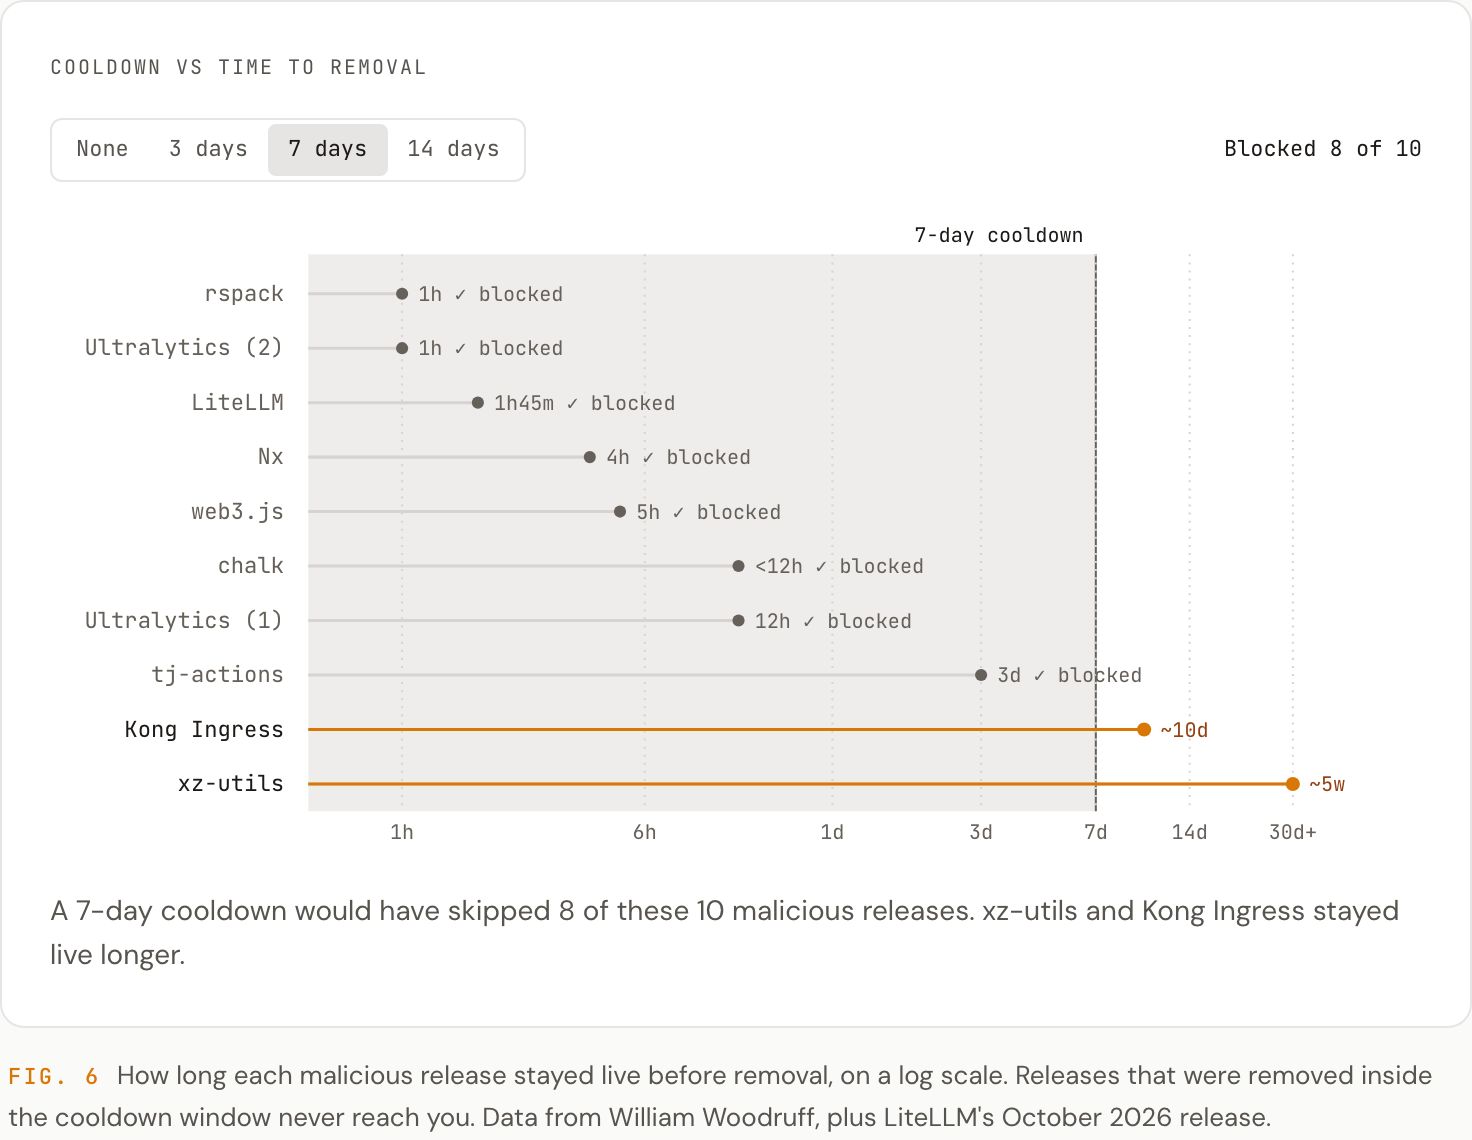 COOLDOWN VS TIME TO REMOVAL
None 3 days 7 days 14 days
Blocked 8 of 10
7-day cooldown
rspack 1h ✓ blocked
Ultralytics (2) 1h ✓ blocked
LiteLLM 1h45m ✓ blocked
Nx 4h ✓ blocked
web3.js 5h ✓ blocked
chalk <12h ✓ blocked
Ultralytics (1) 12h ✓ blocked
tj-actions 3d ✓ blocked
Kong Ingress ~10d
xz-utils ~5w
1h 6h 1d 3d 7d 14d 30d+
A 7-day cooldown would have skipped 8 of these 10 malicious releases. xz-utils and Kong Ingress stayed
live longer.
FIG. 6 How long each malicious release stayed live before removal, on a log scale. Releases that were removed inside
the cooldown window never reach you. Data from William Woodruff, plus LiteLLM's October 2026 release.